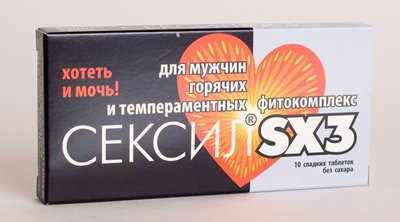 хотеть
и мочь!
для мужчин
горячих
и темпераментных
фитокомплекс
СЕКСИЛ® SX3
10 сладких таблеток
без сахара